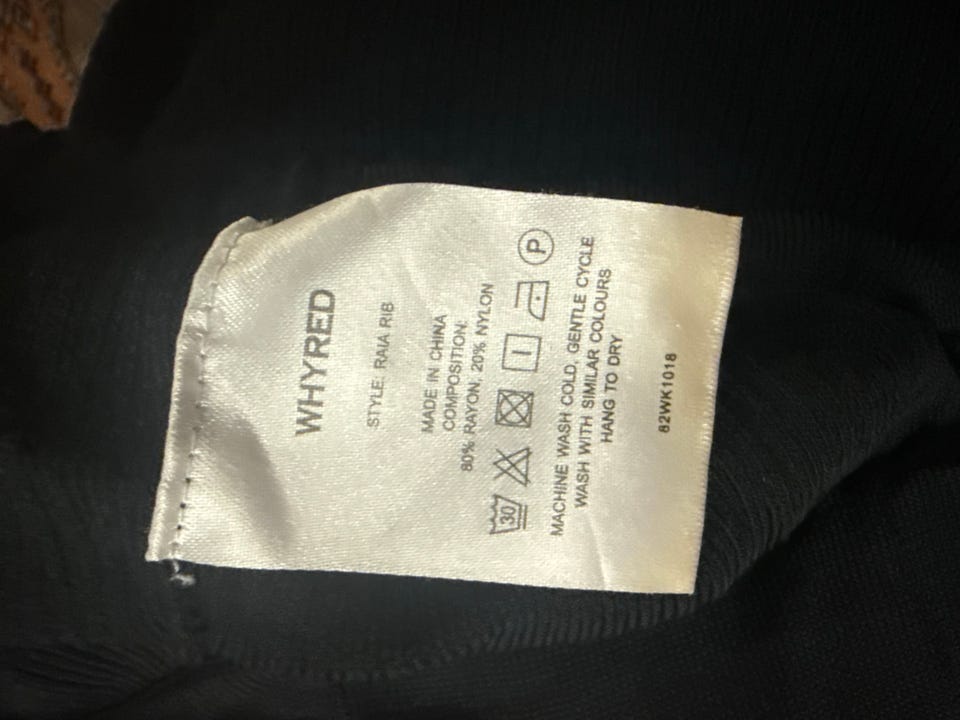 WHYRED
STYLE: RAIA RIB
MADE IN CHINA
COMPOSITION:
80% RAYON, 20% NYLON
30 P
MACHINE WASH COLD, GENTLE CYCLE
WASH WITH SIMILAR COLOURS
HANG TO DRY
82WK1018